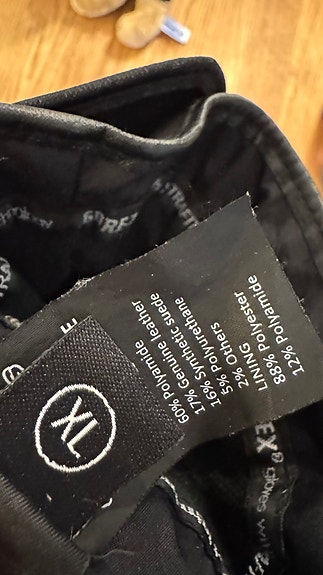 60% Polyamide
17% Genuine leather
16% Synthetic suede
5% Polyurethane
2% Others
LINING
88% Polyester
12% Polyamide
XL